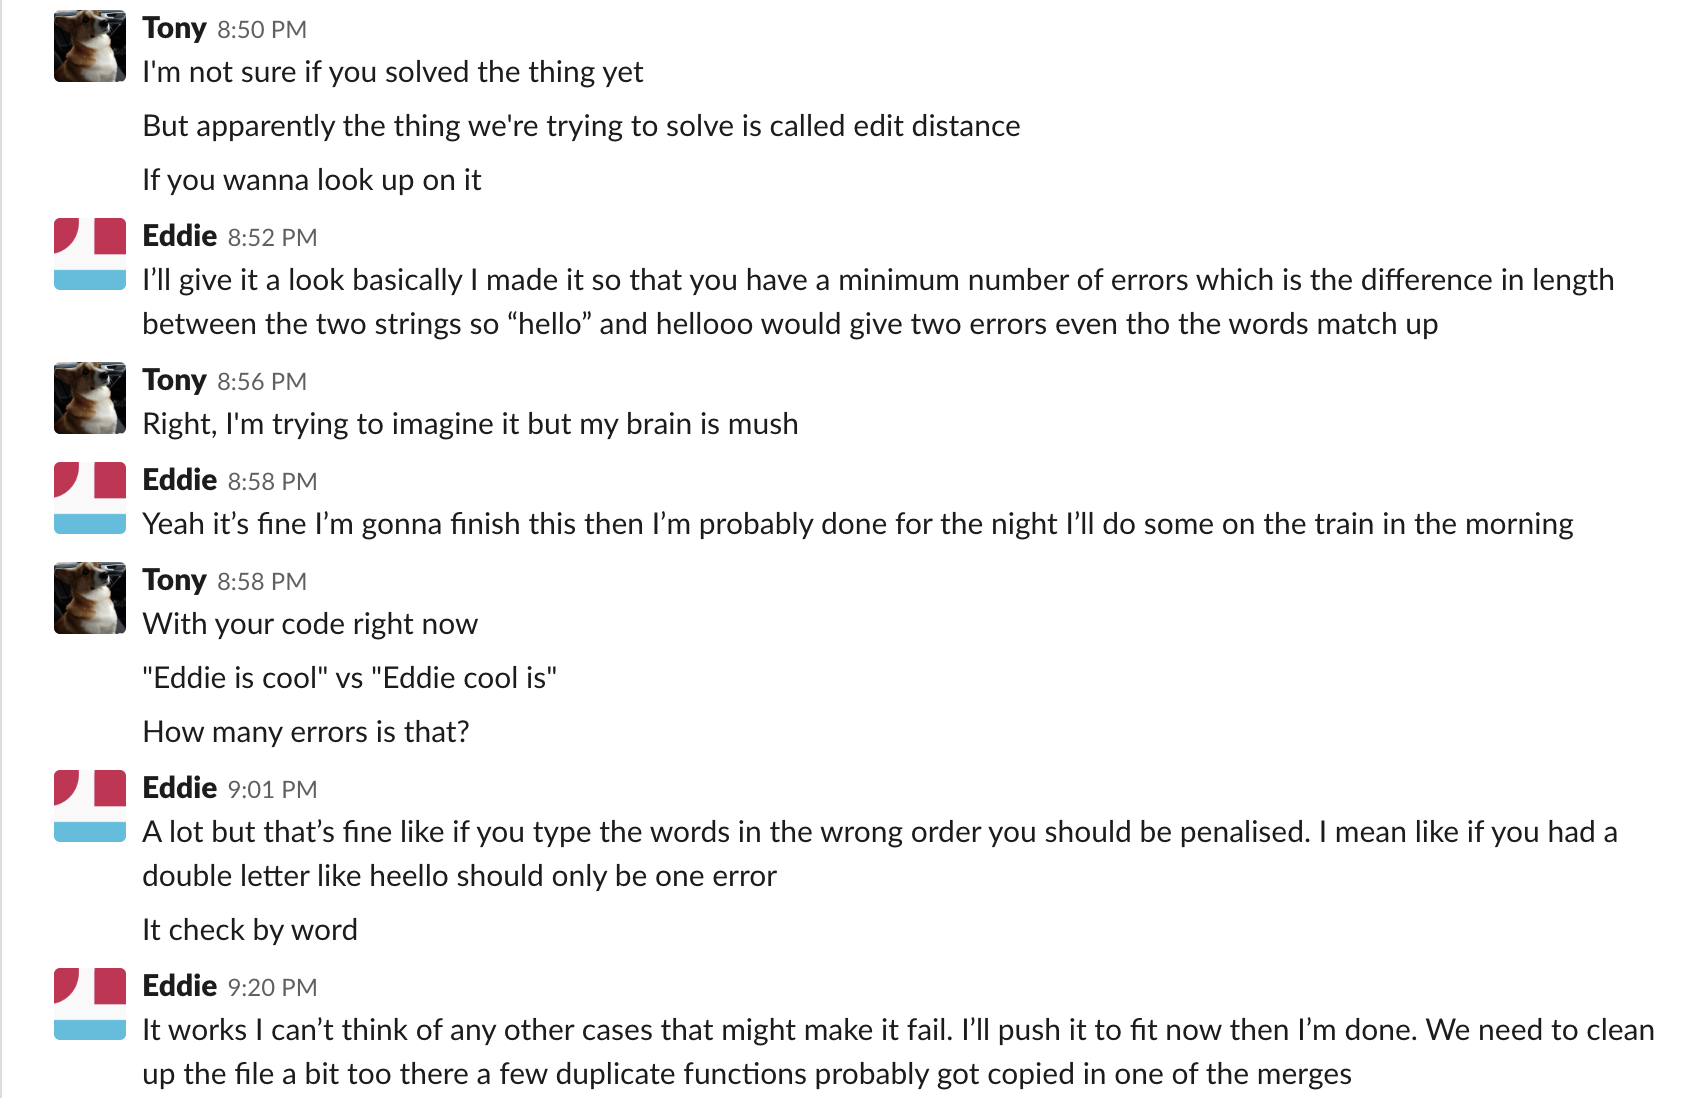 Tony 8:50 PM
I'm not sure if you solved the thing yet
But apparently the thing we're trying to solve is called edit distance
If you wanna look up on it
Eddie 8:52 PM
I’ll give it a look basically I made it so that you have a minimum number of errors which is the difference in length
between the two strings so “hello” and hellooo would give two errors even tho the words match up
Tony 8:56 PM
Right, I'm trying to imagine it but my brain is mush
Eddie 8:58 PM
Yeah it’s fine I’m gonna finish this then I’m probably done for the night I’ll do some on the train in the morning
Tony 8:58 PM
With your code right now
"Eddie is cool" vs "Eddie cool is"
How many errors is that?
Eddie 9:01 PM
A lot but that’s fine like if you type the words in the wrong order you should be penalised. I mean like if you had a
double letter like heello should only be one error
It check by word
Eddie 9:20 PM
It works I can’t think of any other cases that might make it fail. I’ll push it to fit now then I’m done. We need to clean
up the file a bit too there a few duplicate functions probably got copied in one of the merges